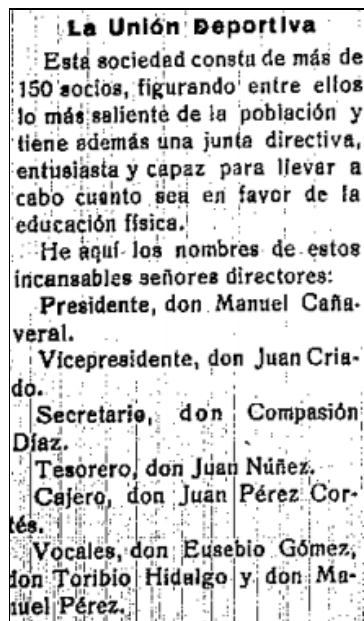 La Unión Deportiva
Esta sociedad consta de más de
150 socios, figurando entre ellos
lo más saliente de la población y
tiene además una junta directiva,
entusiasta y capaz para llevar a
cabo cuanto sea en favor de la
educación física.
He aquí los nombres de estos
incansables señores directores:
Presidente, don Manuel Caña-
veral.
Vicepresidente, don Juan Cria-
do.
Secretario, don Compasión
Díaz.
Tesorero, don Juan Núñez.
Cajero, don Juan Pérez Cor-
tés.
Vocales, don Eusebio Gómez,
don Toribio Hidalgo y don Ma-
nuel Pérez.